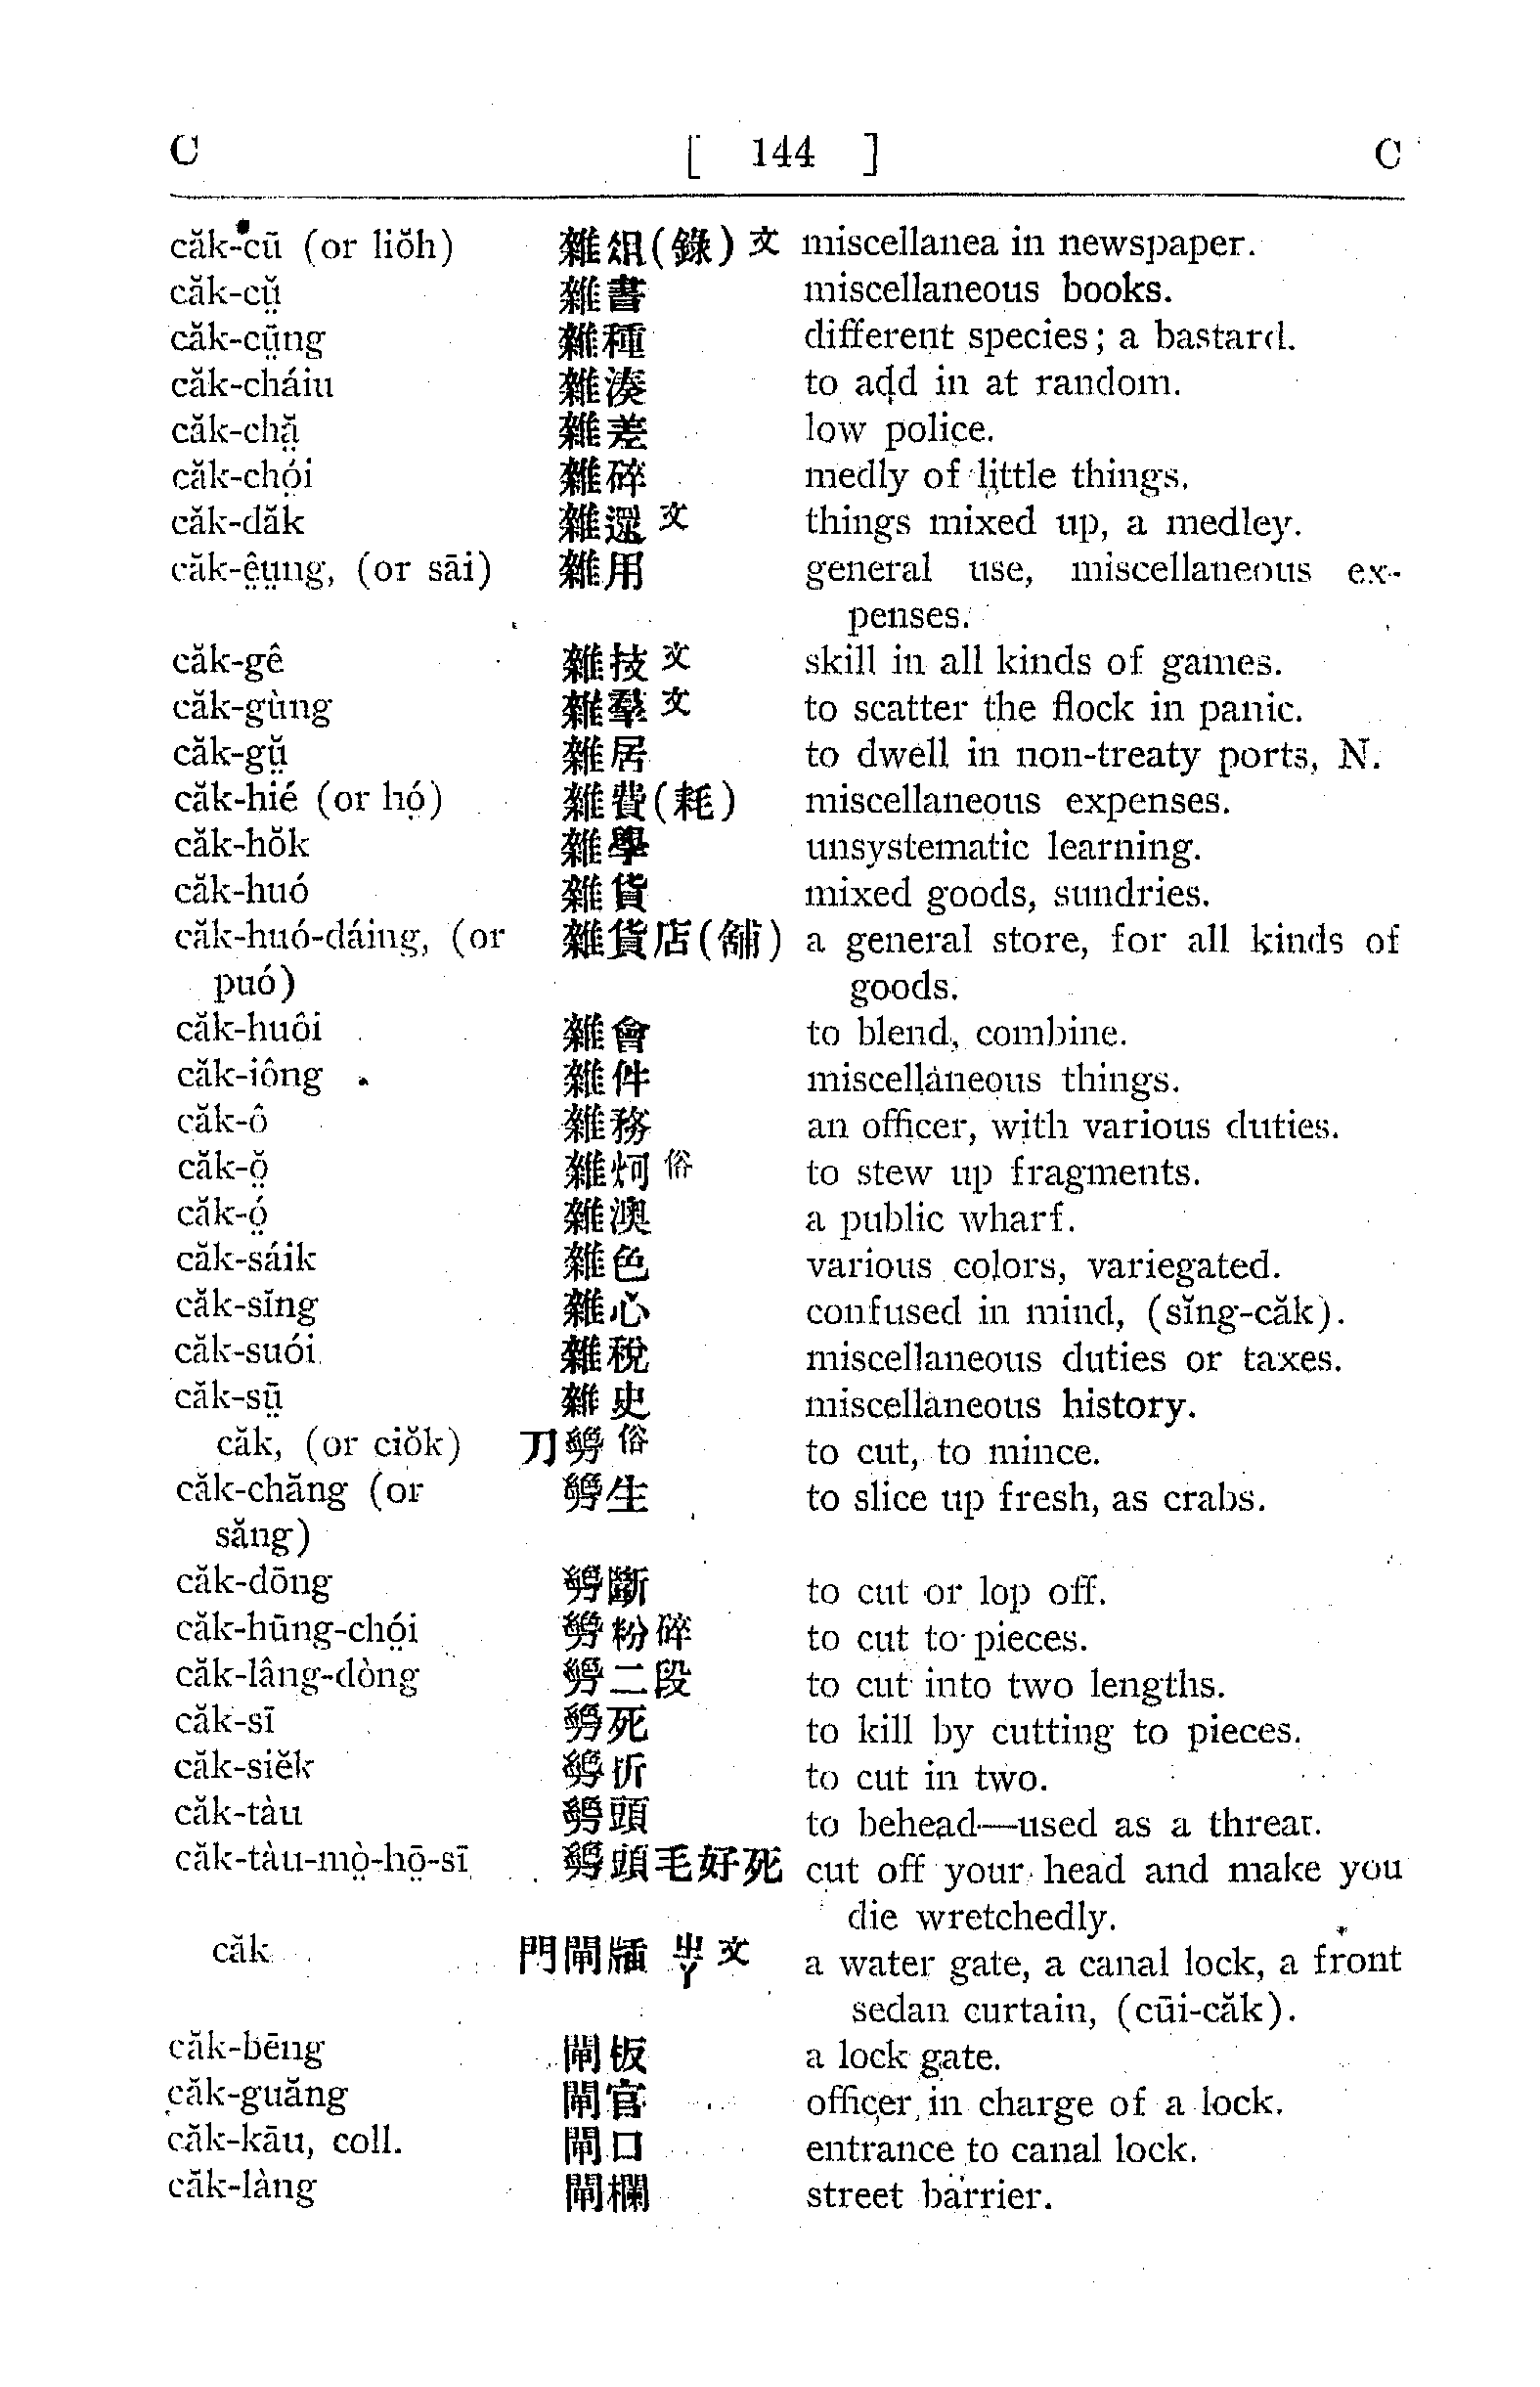 C [ 144 ] C
căk-cū (or liŏh) 雜俎(錄)文 miscellanea in newspaper.
căk-cṳ̆ 雜書 miscellaneous books.
căk-cṳ̄ng 雜種 different species; a bastard.
căk-cháiu 雜湊 to add in at random.
căk-chă̤ 雜差 low police.
căk-chó̤i 雜碎 medly of little things.
căk-dăk 雜遝文 things mixed up, a medley.
căk-ê̤ṳng, (or sāi) 雜用 general use, miscellaneous ex-
penses.
căk-gê 雜技文 skill in all kinds of games.
căk-gùng 雜羣文 to scatter the flock in panic.
căk-gṳ̆ 雜居 to dwell in non-treaty ports, N.
căk-hié (or hó̤) 雜費(耗) miscellaneous expenses.
căk-hŏk 雜學 unsystematic learning.
căk-huó 雜貨 mixed goods, sundries.
căk-huó-dáing, (or 雜貨店(舖) a general store, for all kinds of
puó) goods.
căk-huôi 雜會 to blend, combine.
căk-iông 雜件 miscellaneous things.
căk-ô 雜務 an officer, with various duties.
căk-ŏ̤ 雜炣俗 to stew up fragments.
căk-ó̤ 雜澳 a public wharf.
căk-sáik 雜色 various colors, variegated.
căk-sĭng 雜心 confused in mind, (sĭng-căk).
căk-suói 雜稅 miscellaneous duties or taxes.
căk-sṳ̄ 雜史 miscellaneous history.
căk, (or ciŏk) 刀 俗 to cut, to mince.
căk-chăng (or 生 to slice up fresh, as crabs.
săng)
căk-dōng 斷 to cut or lop off.
căk-hūng-chó̤i 粉碎 to cut to pieces.
căk-lâng-dòng 二段 to cut into two lengths.
căk-sī 死 to kill by cutting to pieces.
căk-siĕk 折 to cut in two.
căk-tàu 頭 to behead—used as a threat.
căk-tàu-mò̤-hō̤-sī 頭毛好死 cut off your head and make you
die wretchedly.
căk 門閘牐 ㄓㄚ文 a water gate, a canal lock, a front
sedan curtain, (cūi-căk).
căk-bēng 閘板 a lock gate.
căk-guăng 閘官 officer in charge of a lock.
căk-kāu, coll. 閘口 entrance to canal lock.
căk-làng 閘欄 street barrier.